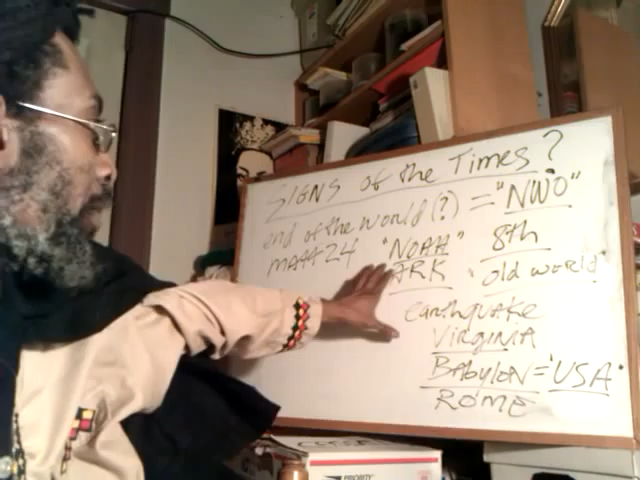 SIGNS of the Times?
end of the world (?) = "NWO"
MATT 24 "NOAH" 8th
ARK "old world"
earthquake
VIRGINIA
BABYLON = "USA"
ROME
PRIORITY